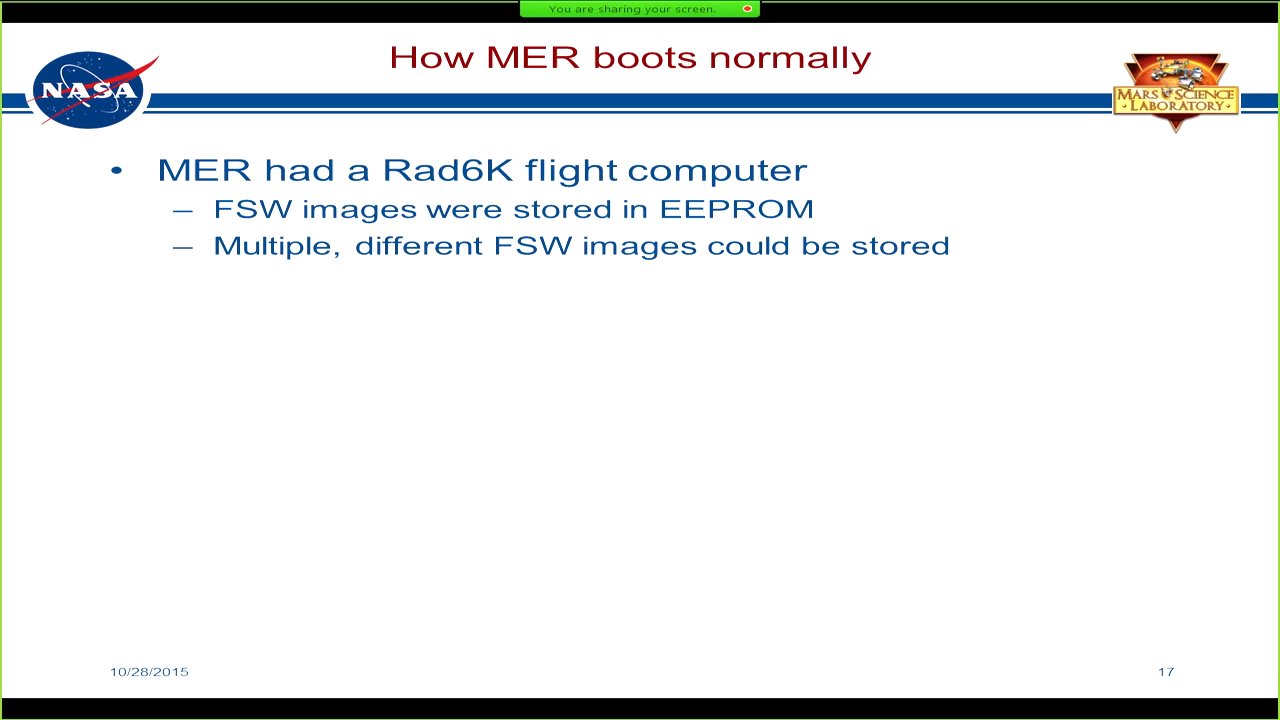 You are sharing your screen.
How MER boots normally
NASA
MARS SCIENCE
LABORATORY
• MER had a Rad6K flight computer
– FSW images were stored in EEPROM
– Multiple, different FSW images could be stored
10/28/2015
17